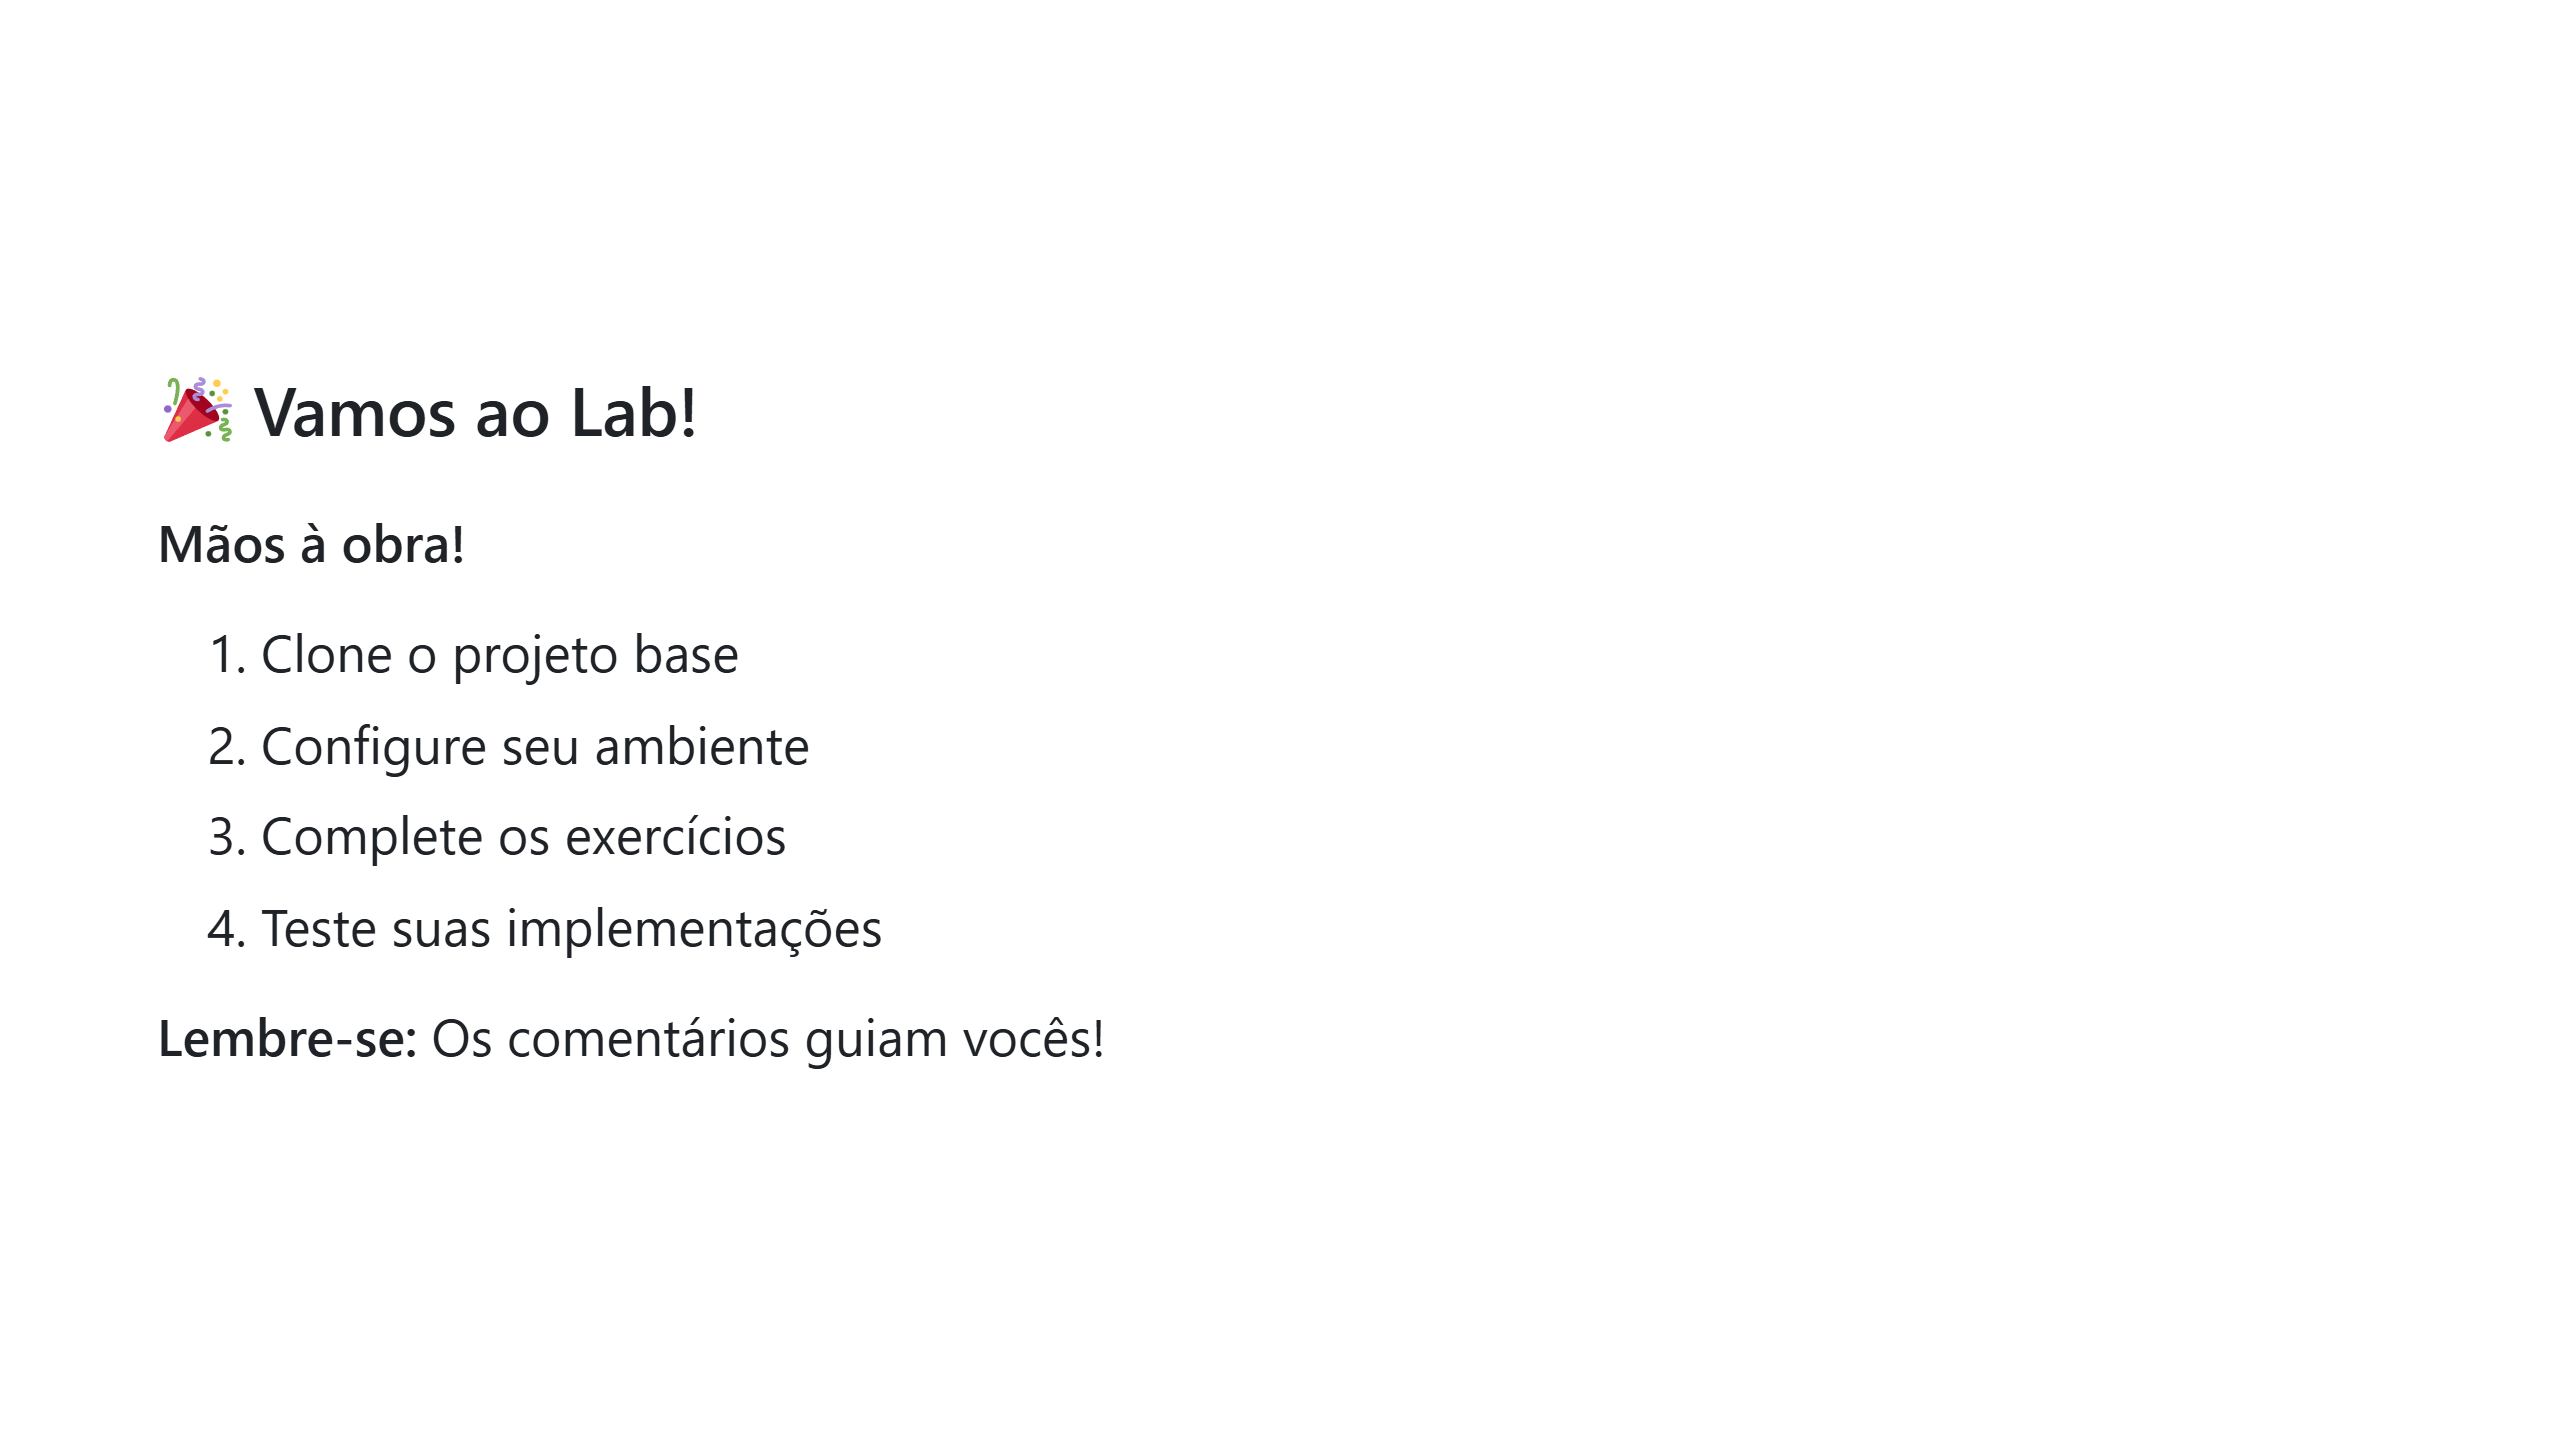 🎉 Vamos ao Lab!
Mãos à obra!
1. Clone o projeto base
2. Configure seu ambiente
3. Complete os exercícios
4. Teste suas implementações
Lembre-se: Os comentários guiam vocês!